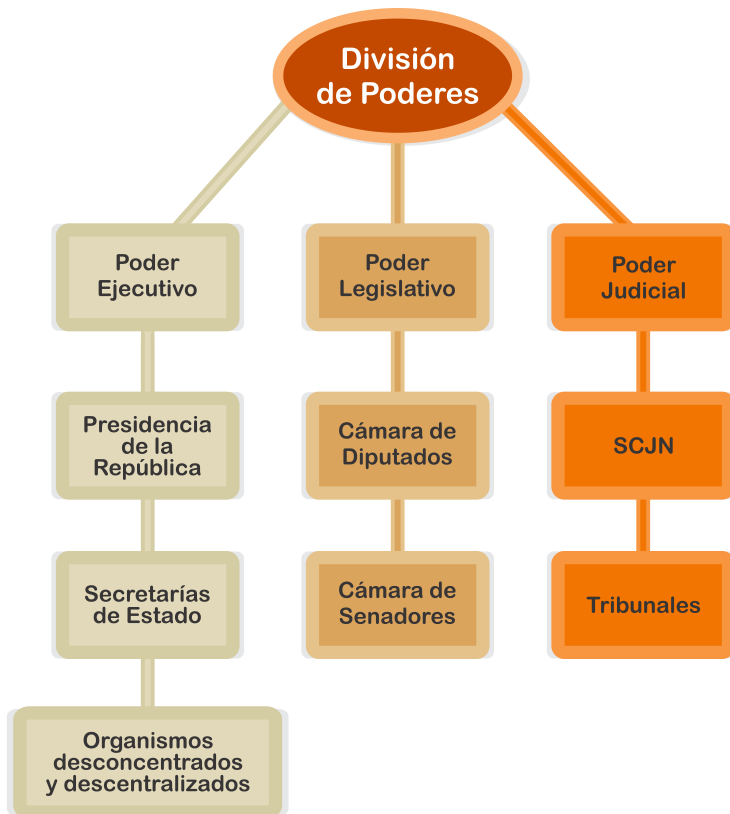 División
de Poderes
Poder
Ejecutivo
Poder
Legislativo
Poder
Judicial
Presidencia
de la
República
Cámara de
Diputados
SCJN
Secretarías
de Estado
Cámara de
Senadores
Tribunales
Organismos
desconcentrados
y descentralizados